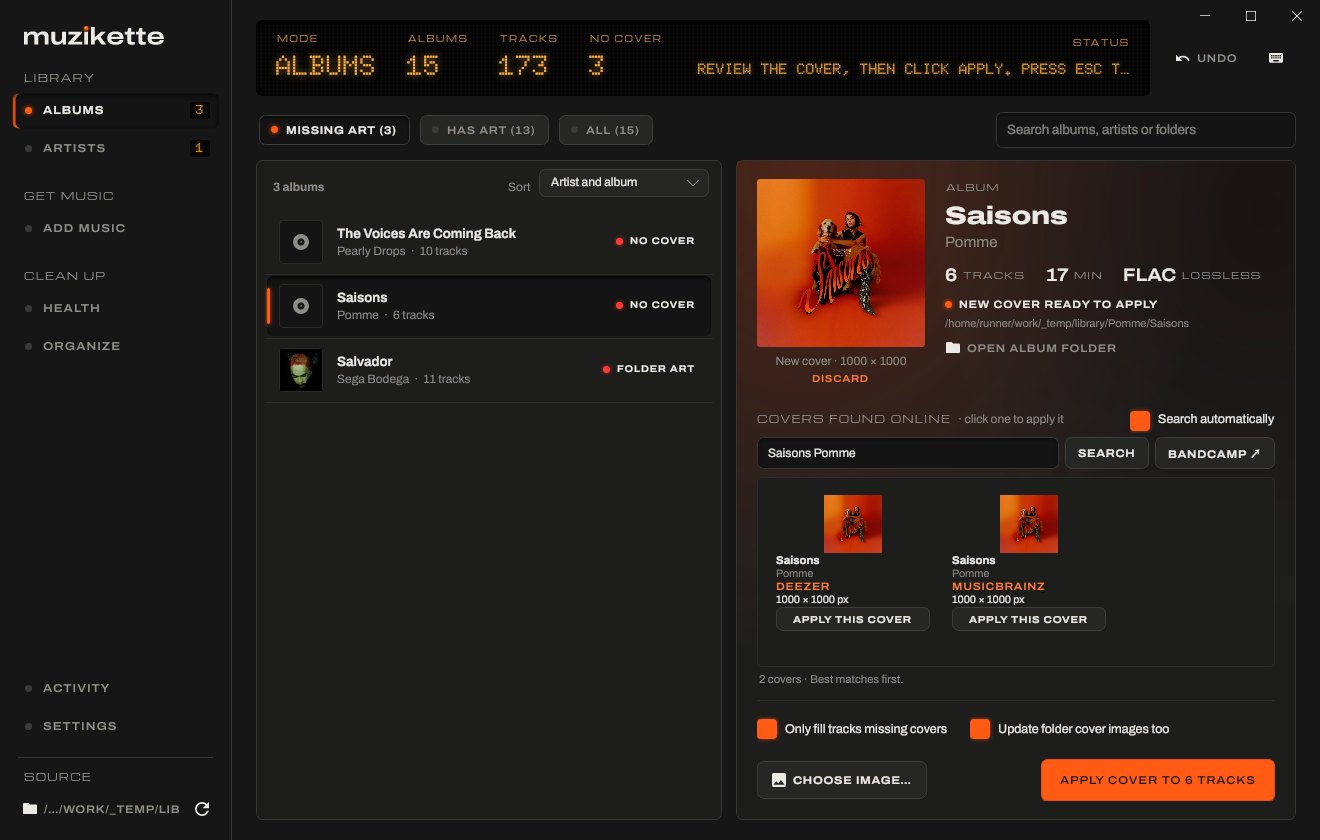 muzikette
LIBRARY
ALBUMS 3
ARTISTS 1
GET MUSIC
ADD MUSIC
CLEAN UP
HEALTH
ORGANIZE
ACTIVITY
SETTINGS
SOURCE
/.../WORK/_TEMP/LIB
MODE ALBUMS TRACKS NO COVER STATUS
ALBUMS 15 173 3 REVIEW THE COVER, THEN CLICK APPLY. PRESS ESC T...
UNDO
MISSING ART (3) HAS ART (13) ALL (15)
Search albums, artists or folders
3 albums Sort Artist and album
The Voices Are Coming Back
Pearly Drops · 10 tracks
NO COVER
Saisons
Pomme · 6 tracks
NO COVER
Salvador
Sega Bodega · 11 tracks
FOLDER ART
New cover · 1000 × 1000
DISCARD
ALBUM
Saisons
Pomme
6 TRACKS 17 MIN FLAC LOSSLESS
NEW COVER READY TO APPLY
/home/runner/work/_temp/library/Pomme/Saisons
OPEN ALBUM FOLDER
COVERS FOUND ONLINE · click one to apply it Search automatically
Saisons Pomme SEARCH BANDCAMP ↗
Saisons
Pomme
DEEZER
1000 × 1000 px
APPLY THIS COVER
Saisons
Pomme
MUSICBRAINZ
1000 × 1000 px
APPLY THIS COVER
2 covers · Best matches first.
Only fill tracks missing covers Update folder cover images too
CHOOSE IMAGE... APPLY COVER TO 6 TRACKS